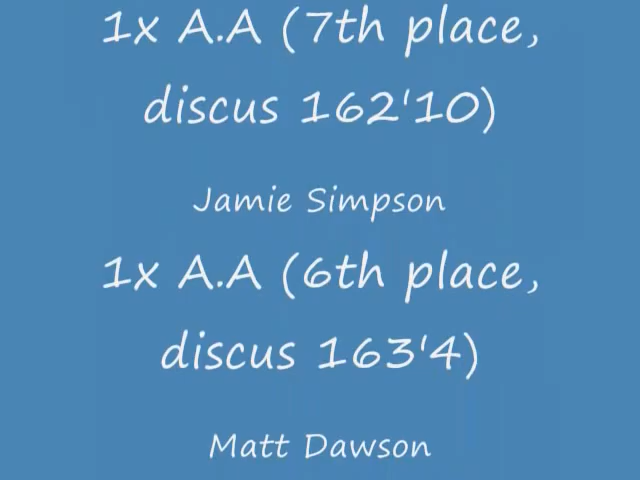 1x A.A (7th place,
discus 162'10)
Jamie Simpson
1x A.A (6th place,
discus 163'4)
Matt Dawson